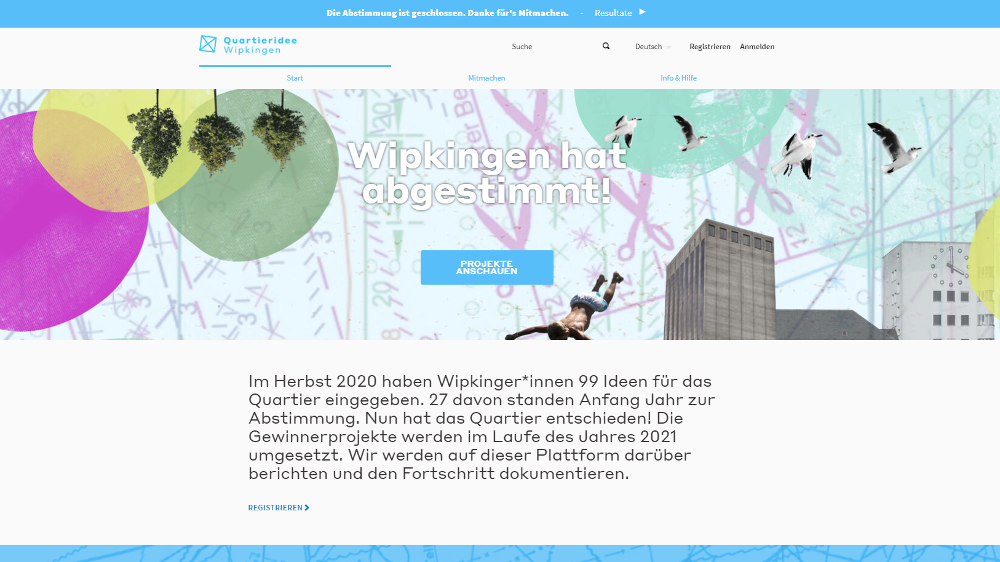 Die Abstimmung ist geschlossen. Danke für's Mitmachen. - Resultate
Quartieridee
Wipkingen
Suche
Deutsch
Registrieren
Anmelden
Start
Mitmachen
Info & Hilfe
Wipkingen hat
abgestimmt!
PROJEKTE
ANSCHAUEN
Im Herbst 2020 haben Wipkinger*innen 99 Ideen für das
Quartier eingegeben. 27 davon standen Anfang Jahr zur
Abstimmung. Nun hat das Quartier entschieden! Die
Gewinnerprojekte werden im Laufe des Jahres 2021
umgesetzt. Wir werden auf dieser Plattform darüber
berichten und den Fortschritt dokumentieren.
REGISTRIEREN